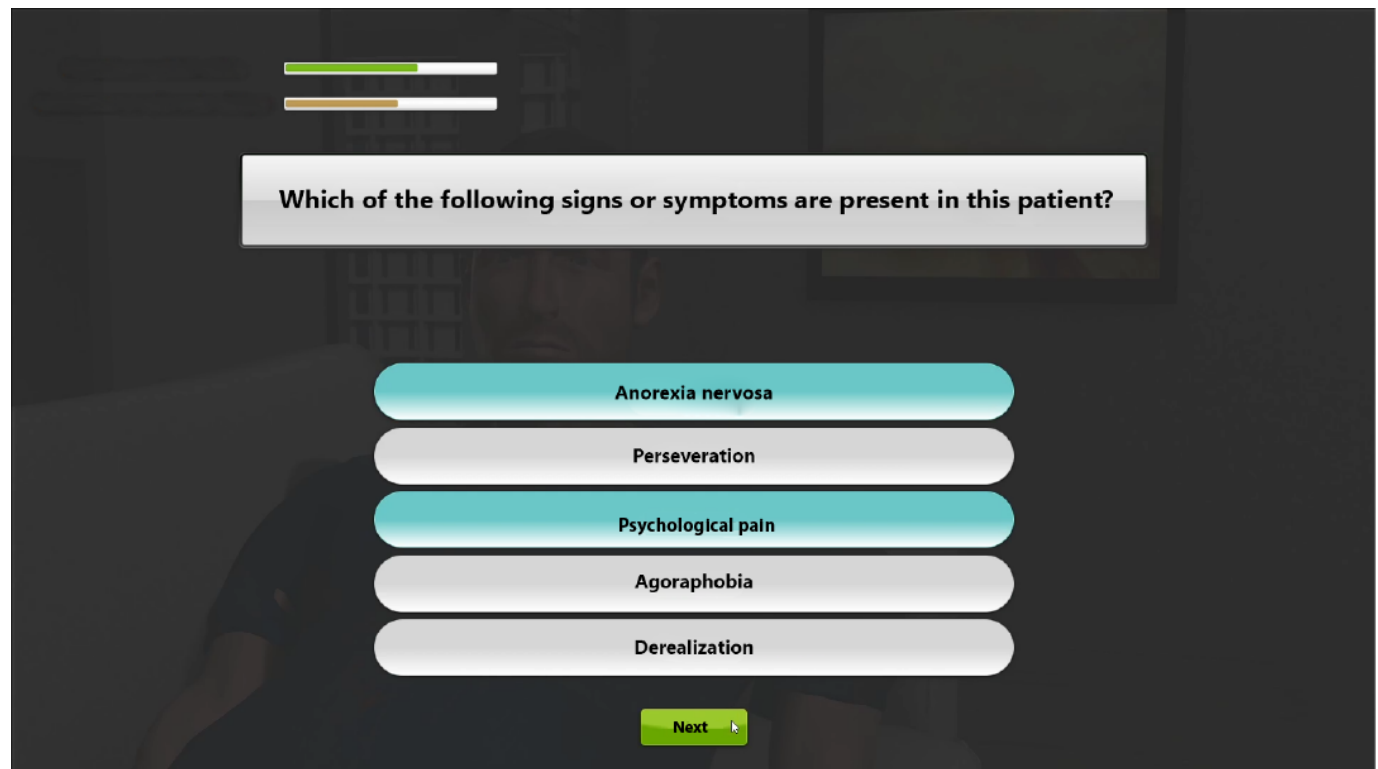 Which of the following signs or symptoms are present in this patient?
Anorexia nervosa
Perseveration
Psychological pain
Agoraphobia
Derealization
Next